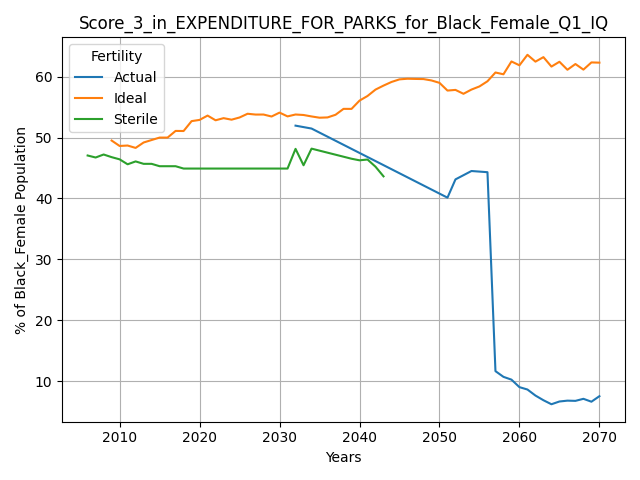 Score_3_in_EXPENDITURE_FOR_PARKS_for_Black_Female_Q1_IQ
Fertility
Actual
Ideal
Sterile
% of Black_Female Population
60
50
40
30
20
10
2010 2020 2030 2040 2050 2060 2070
Years